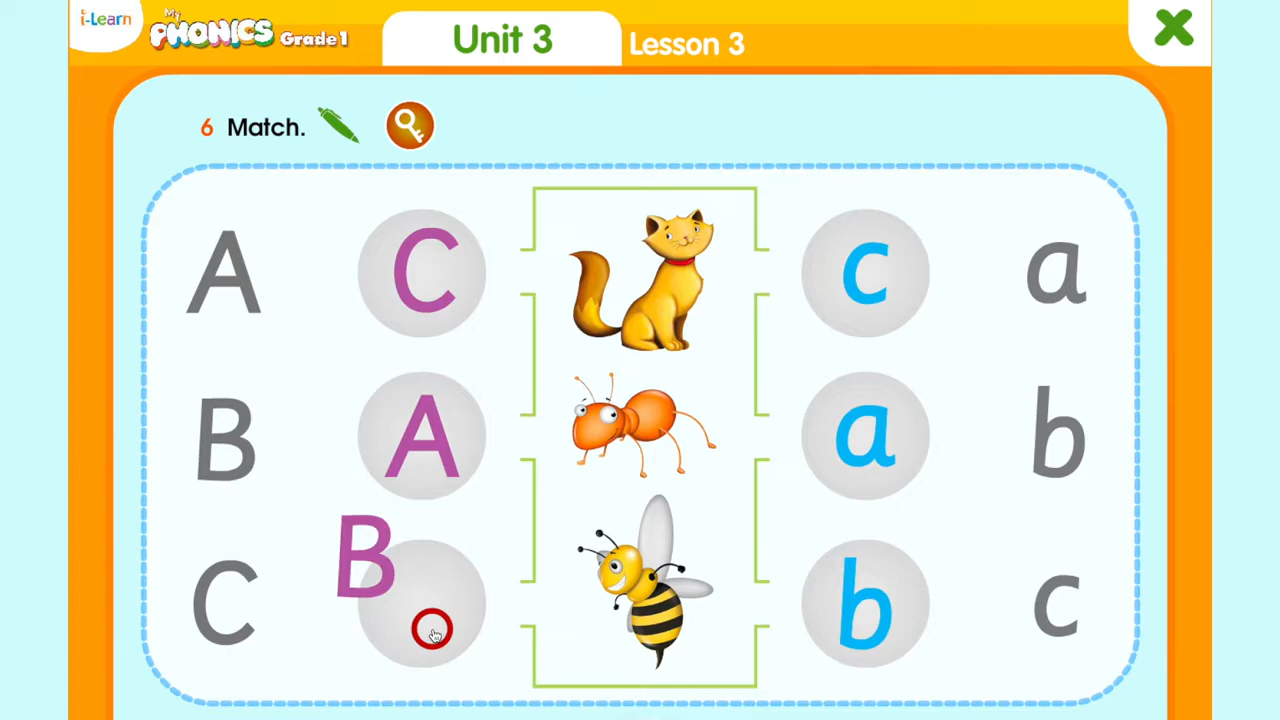 i-Learn
My
PHONICS Grade 1
Unit 3
Lesson 3
6 Match.
A C c a
B A a b
B
C b c